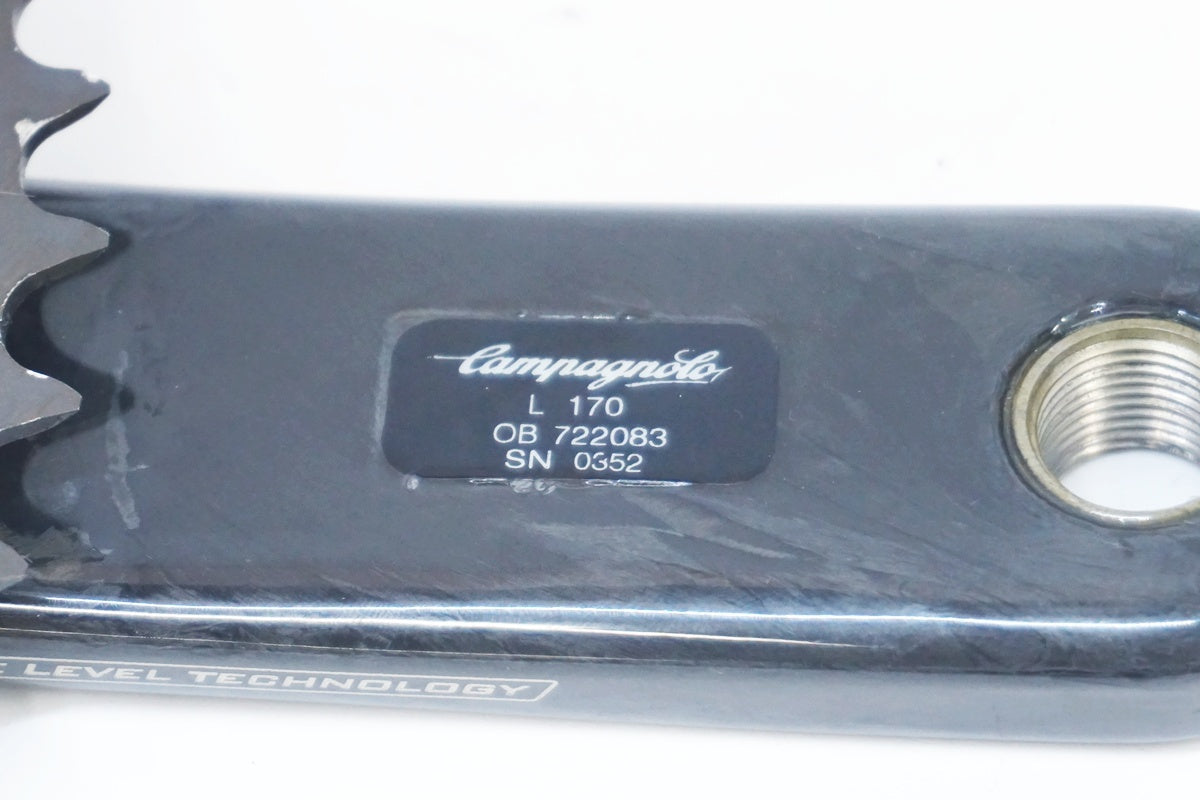 Campagnolo
L 170
OB 722083
SN 0352
LEVEL TECHNOLOGY